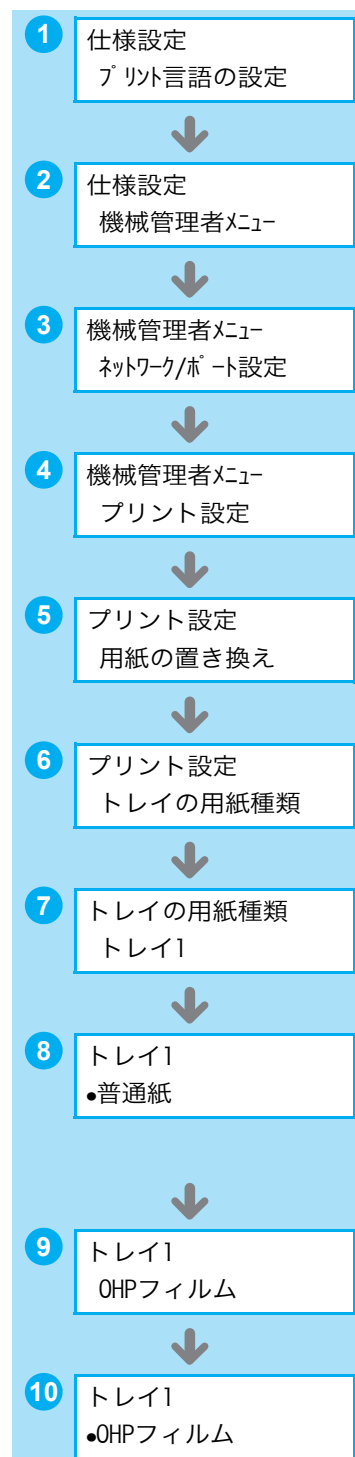 1
仕様設定
プリント言語の設定
2
仕様設定
機械管理者メニュー
3
機械管理者メニュー
ネットワーク/ポート設定
4
機械管理者メニュー
プリント設定
5
プリント設定
用紙の置き換え
6
プリント設定
トレイの用紙種類
7
トレイの用紙種類
トレイ1
8
トレイ1
•普通紙
9
トレイ1
OHPフィルム
10
トレイ1
•OHPフィルム